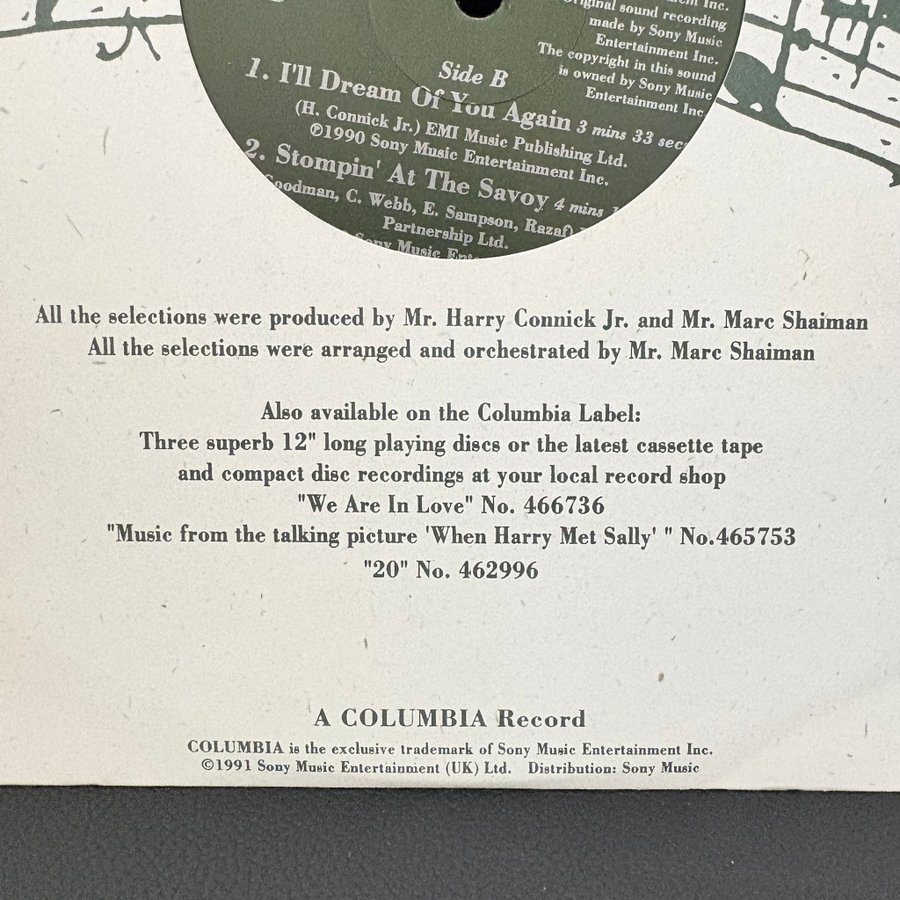 Inc.
Original sound recording
made by Sony Music
Entertainment Inc.
The copyright in this sound
is owned by Sony Music
Entertainment Inc
Side B
1. I'll Dream Of You Again 3 mins 33 secs
(H. Connick Jr.) EMI Music Publishing Ltd.
℗1990 Sony Music Entertainment Inc.
2. Stompin' At The Savoy 4 mins
Goodman, C. Webb, E. Sampson, Razaf)
Partnership Ltd.
Sony Music
All the selections were produced by Mr. Harry Connick Jr. and Mr. Marc Shaiman
All the selections were arranged and orchestrated by Mr. Marc Shaiman
Also available on the Columbia Label:
Three superb 12" long playing discs or the latest cassette tape
and compact disc recordings at your local record shop
"We Are In Love" No. 466736
"Music from the talking picture 'When Harry Met Sally' " No.465753
"20" No. 462996
A COLUMBIA Record
COLUMBIA is the exclusive trademark of Sony Music Entertainment Inc.
©1991 Sony Music Entertainment (UK) Ltd. Distribution: Sony Music